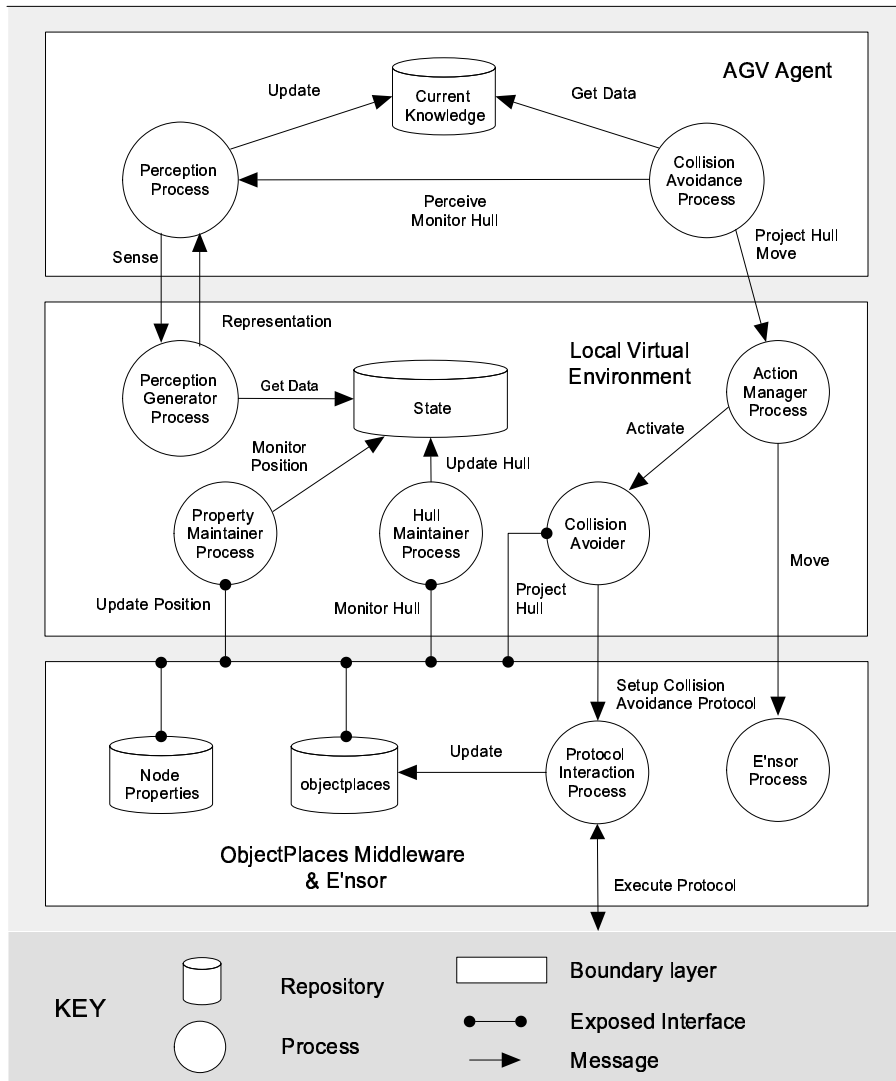 AGV Agent
Update
Current
Knowledge
Get Data
Perception
Process
Collision
Avoidance
Process
Perceive
Monitor Hull
Project Hull
Move
Sense
Representation
Local Virtual
Environment
Perception
Generator
Process
Get Data
State
Action
Manager
Process
Activate
Monitor
Position
Update Hull
Property
Maintainer
Process
Hull
Maintainer
Process
Collision
Avoider
Move
Update Position
Monitor Hull
Project
Hull
Setup Collision
Avoidance Protocol
Node
Properties
objectplaces
Update
Protocol
Interaction
Process
E'nsor
Process
ObjectPlaces Middleware
& E'nsor
Execute Protocol
KEY
Repository
Process
Boundary layer
Exposed Interface
Message